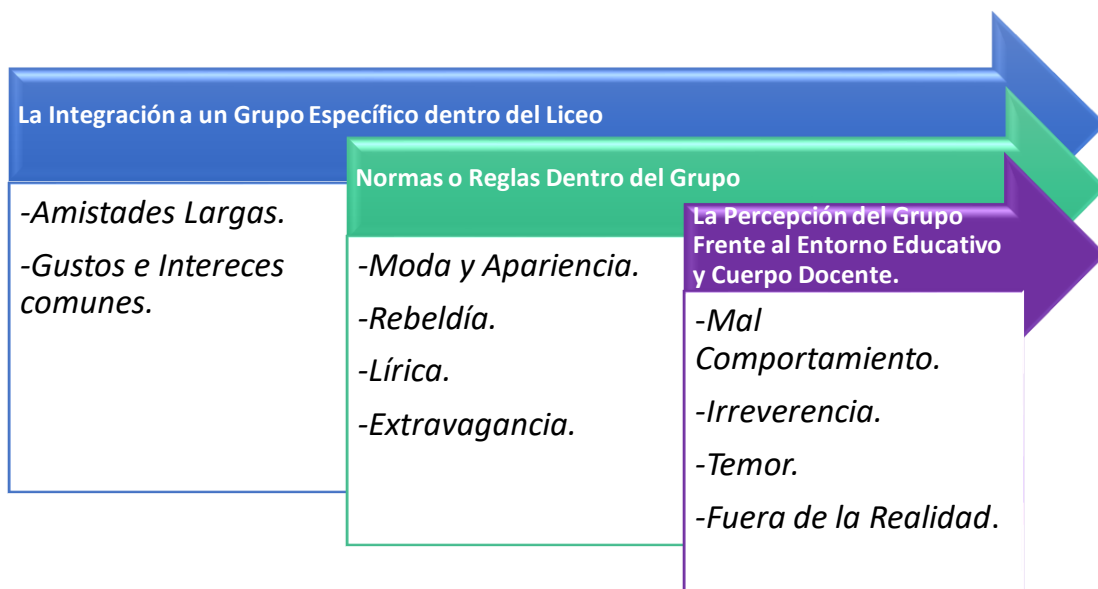 La Integración a un Grupo Específico dentro del Liceo
-Amistades Largas.
-Gustos e Intereces
comunes.
Normas o Reglas Dentro del Grupo
-Moda y Apariencia.
-Rebeldía.
-Lírica.
-Extravagancia.
La Percepción del Grupo
Frente al Entorno Educativo
y Cuerpo Docente.
-Mal
Comportamiento.
-Irreverencia.
-Temor.
-Fuera de la Realidad.